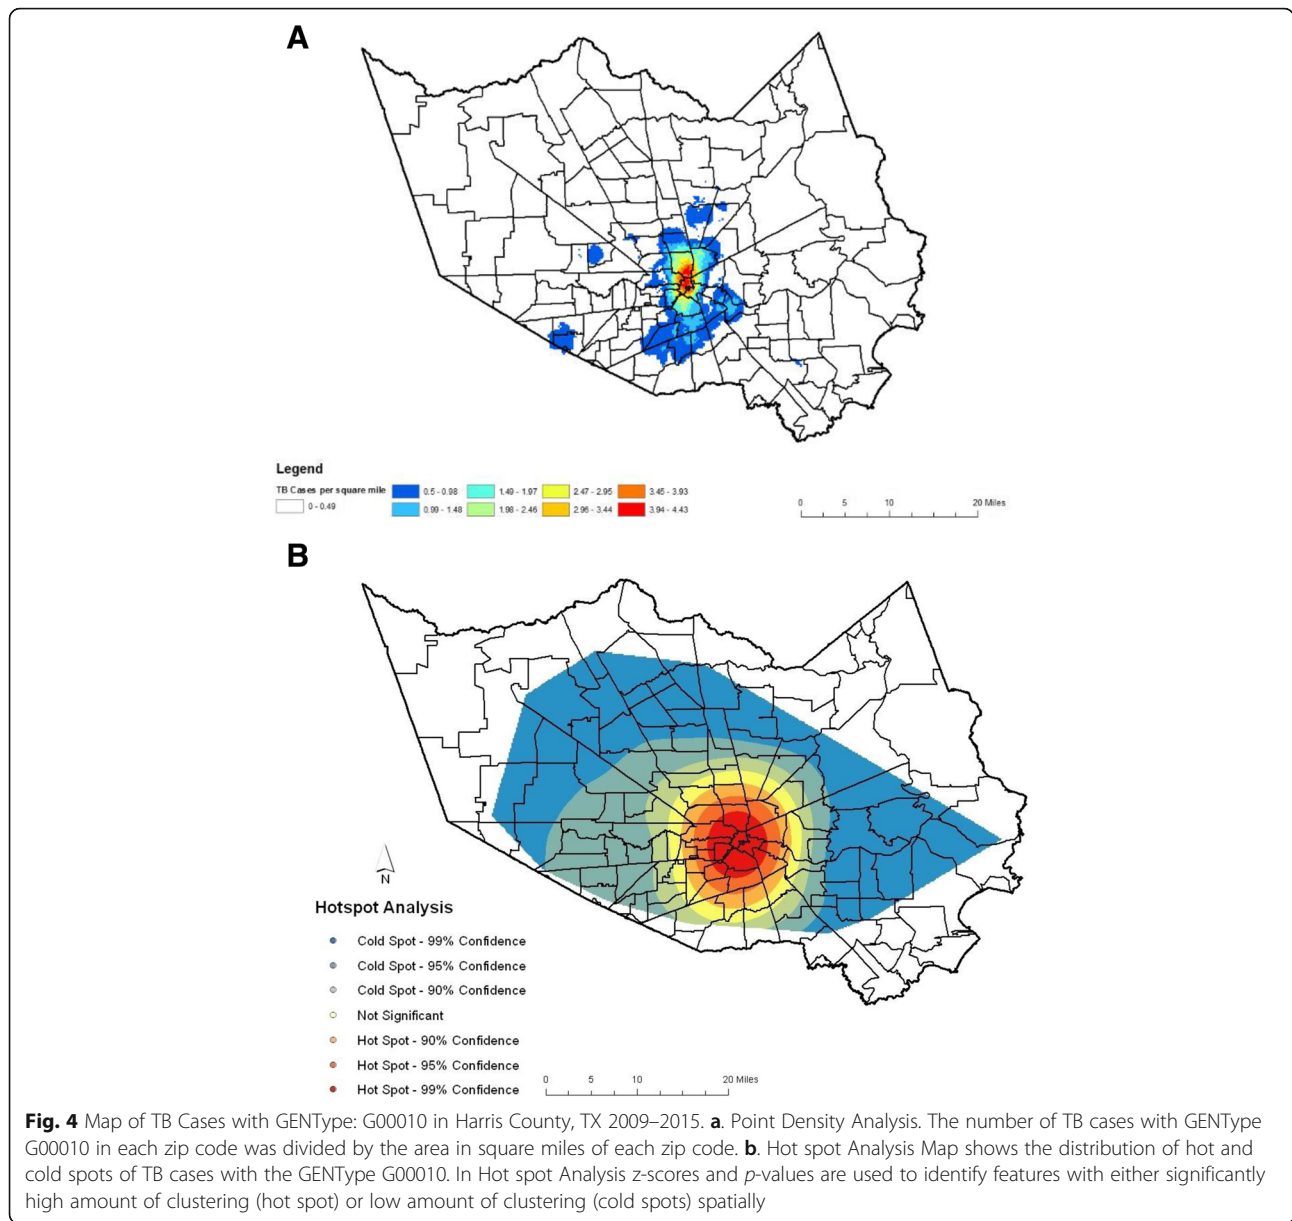 A
Legend
TB Cases per square mile
0 - 0.49
0.5 - 0.98
0.99 - 1.48
1.49 - 1.97
1.98 - 2.46
2.47 - 2.95
2.96 - 3.44
3.45 - 3.93
3.94 - 4.43
0 5 10 20 Miles
B
N
Hotspot Analysis
Cold Spot - 99% Confidence
Cold Spot - 95% Confidence
Cold Spot - 90% Confidence
Not Significant
Hot Spot - 90% Confidence
Hot Spot - 95% Confidence
Hot Spot - 99% Confidence
0 5 10 20 Miles
Fig. 4 Map of TB Cases with GENType: G00010 in Harris County, TX 2009–2015. a. Point Density Analysis. The number of TB cases with GENType
G00010 in each zip code was divided by the area in square miles of each zip code. b. Hot spot Analysis Map shows the distribution of hot and
cold spots of TB cases with the GENType G00010. In Hot spot Analysis z-scores and p-values are used to identify features with either significantly
high amount of clustering (hot spot) or low amount of clustering (cold spots) spatially